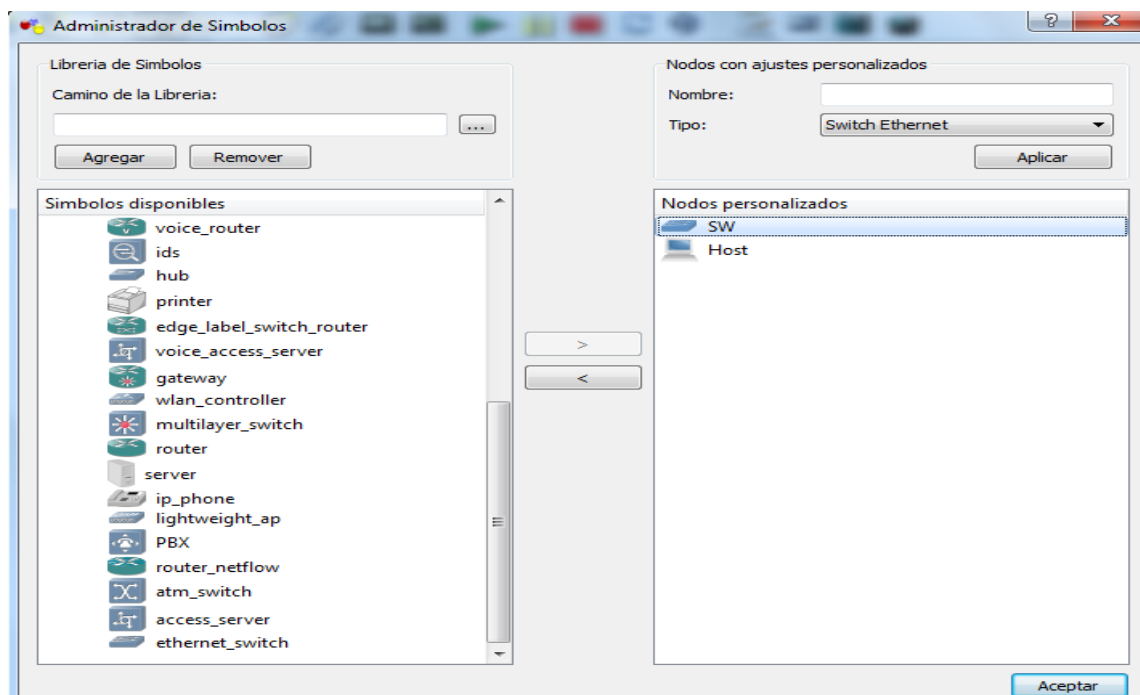 Administrador de Simbolos
?
Libreria de Simbolos
Camino de la Libreria:
...
Agregar
Remover
Simbolos disponibles
voice_router
ids
hub
printer
edge_label_switch_router
voice_access_server
gateway
wlan_controller
multilayer_switch
router
server
ip_phone
lightweight_ap
PBX
router_netflow
atm_switch
access_server
ethernet_switch
>
<
Nodos con ajustes personalizados
Nombre:
Tipo:
Switch Ethernet
Aplicar
Nodos personalizados
SW
Host
Aceptar